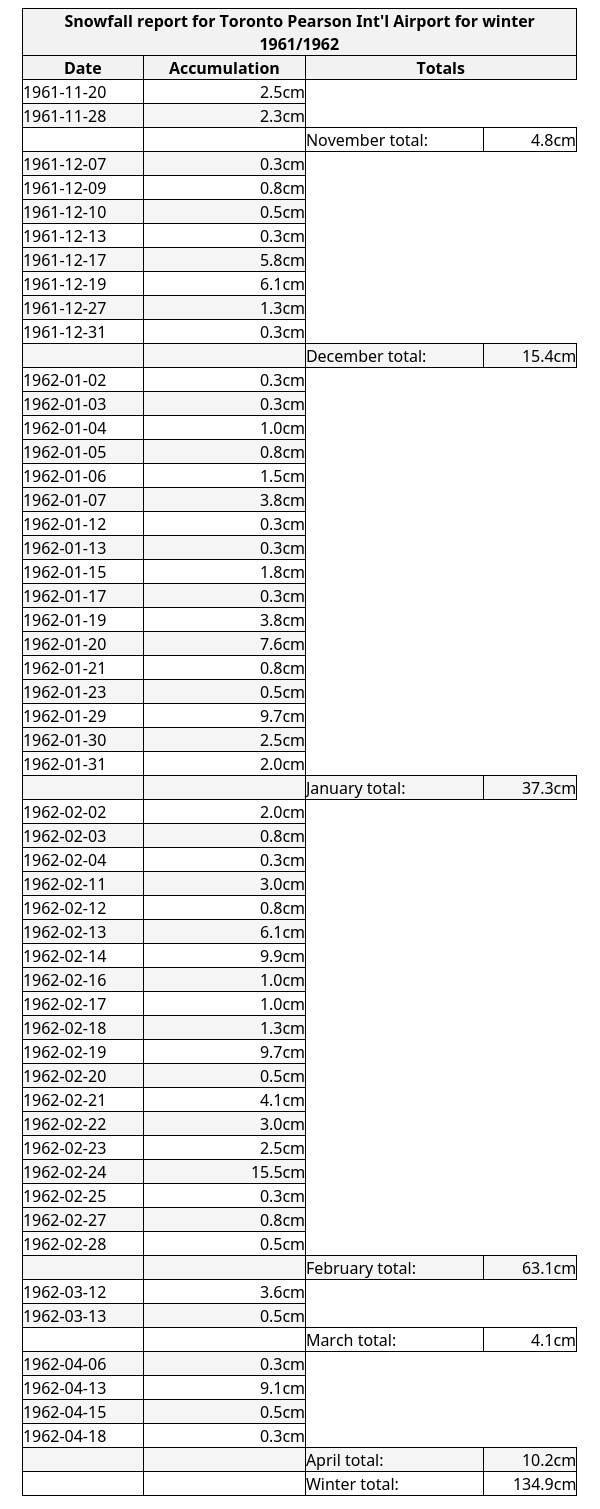 Snowfall report for Toronto Pearson Int'l Airport for winter
1961/1962
Date Accumulation Totals
1961-11-20 2.5cm
1961-11-28 2.3cm
November total: 4.8cm
1961-12-07 0.3cm
1961-12-09 0.8cm
1961-12-10 0.5cm
1961-12-13 0.3cm
1961-12-17 5.8cm
1961-12-19 6.1cm
1961-12-27 1.3cm
1961-12-31 0.3cm
December total: 15.4cm
1962-01-02 0.3cm
1962-01-03 0.3cm
1962-01-04 1.0cm
1962-01-05 0.8cm
1962-01-06 1.5cm
1962-01-07 3.8cm
1962-01-12 0.3cm
1962-01-13 0.3cm
1962-01-15 1.8cm
1962-01-17 0.3cm
1962-01-19 3.8cm
1962-01-20 7.6cm
1962-01-21 0.8cm
1962-01-23 0.5cm
1962-01-29 9.7cm
1962-01-30 2.5cm
1962-01-31 2.0cm
January total: 37.3cm
1962-02-02 2.0cm
1962-02-03 0.8cm
1962-02-04 0.3cm
1962-02-11 3.0cm
1962-02-12 0.8cm
1962-02-13 6.1cm
1962-02-14 9.9cm
1962-02-16 1.0cm
1962-02-17 1.0cm
1962-02-18 1.3cm
1962-02-19 9.7cm
1962-02-20 0.5cm
1962-02-21 4.1cm
1962-02-22 3.0cm
1962-02-23 2.5cm
1962-02-24 15.5cm
1962-02-25 0.3cm
1962-02-27 0.8cm
1962-02-28 0.5cm
February total: 63.1cm
1962-03-12 3.6cm
1962-03-13 0.5cm
March total: 4.1cm
1962-04-06 0.3cm
1962-04-13 9.1cm
1962-04-15 0.5cm
1962-04-18 0.3cm
April total: 10.2cm
Winter total: 134.9cm